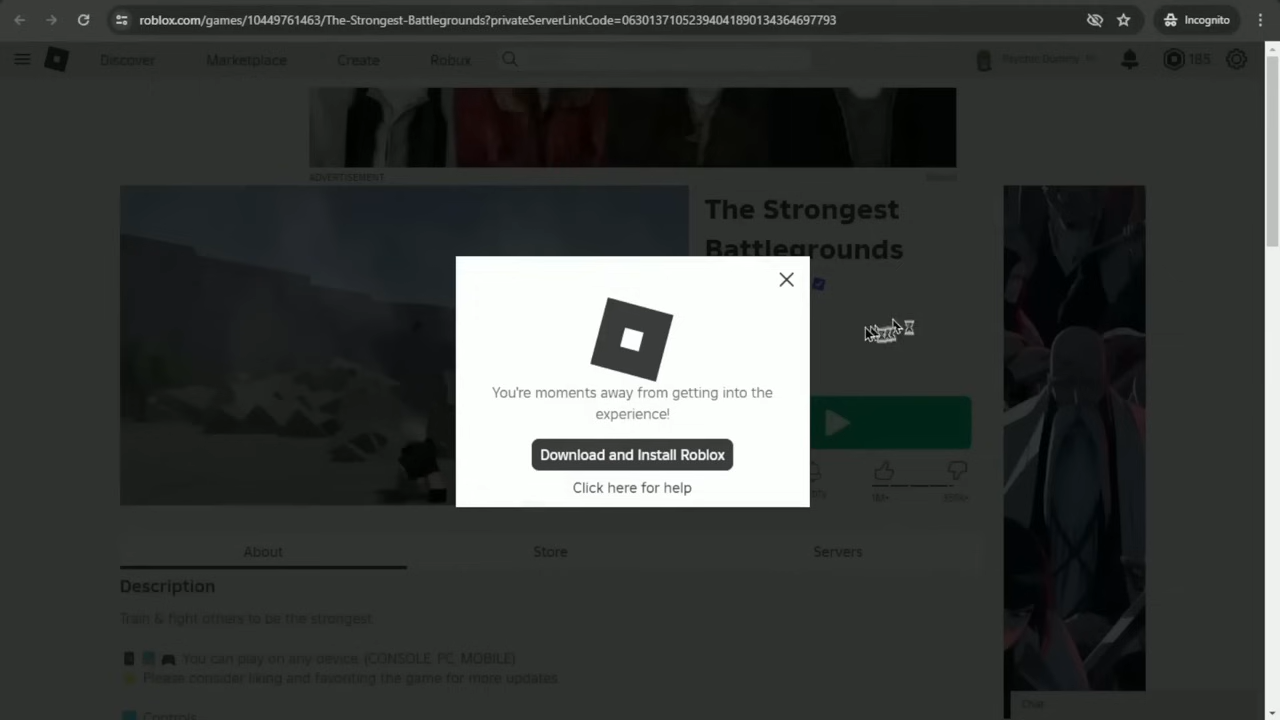 roblox.com/games/10449761463/The-Strongest-Battlegrounds?privateServerLinkCode=06301371052394041890134364697793
Incognito
Discover
Marketplace
Create
Robux
185
ADVERTISEMENT
The Strongest
Battlegrounds
You're moments away from getting into the
experience!
Download and Install Roblox
Click here for help
About
Store
Servers
Description
Train & fight others to be the strongest.
You can play on any device. (CONSOLE, PC, MOBILE)
Please consider liking and favoriting the game for more updates
Controls
Chat